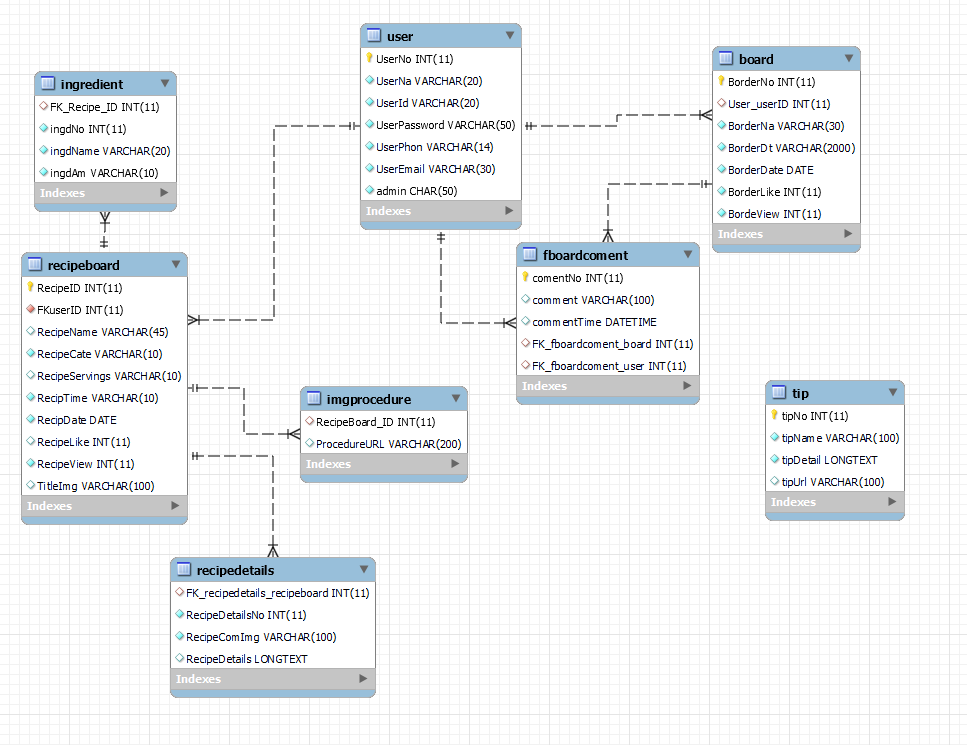 user
UserNo INT(11)
UserNa VARCHAR(20)
UserId VARCHAR(20)
UserPassword VARCHAR(50)
UserPhon VARCHAR(14)
UserEmail VARCHAR(30)
admin CHAR(50)
Indexes
board
BorderNo INT(11)
User_userID INT(11)
BorderNa VARCHAR(30)
BorderDt VARCHAR(2000)
BorderDate DATE
BorderLike INT(11)
BordeView INT(11)
Indexes
ingredient
FK_Recipe_ID INT(11)
ingdNo INT(11)
ingdName VARCHAR(20)
ingdAm VARCHAR(10)
Indexes
recipeboard
RecipeID INT(11)
FKuserID INT(11)
RecipeName VARCHAR(45)
RecipeCate VARCHAR(10)
RecipeServings VARCHAR(10)
RecipTime VARCHAR(10)
RecipDate DATE
RecipeLike INT(11)
RecipeView INT(11)
TitleImg VARCHAR(100)
Indexes
fboardcoment
comentNo INT(11)
comment VARCHAR(100)
commentTime DATETIME
FK_fboardcoment_board INT(11)
FK_fboardcoment_user INT(11)
Indexes
imgprocedure
RecipeBoard_ID INT(11)
ProcedureURL VARCHAR(200)
Indexes
tip
tipNo INT(11)
tipName VARCHAR(100)
tipDetail LONGTEXT
tipUrl VARCHAR(100)
Indexes
recipedetails
FK_recipedetails_recipeboard INT(11)
RecipeDetailsNo INT(11)
RecipeComImg VARCHAR(100)
RecipeDetails LONGTEXT
Indexes